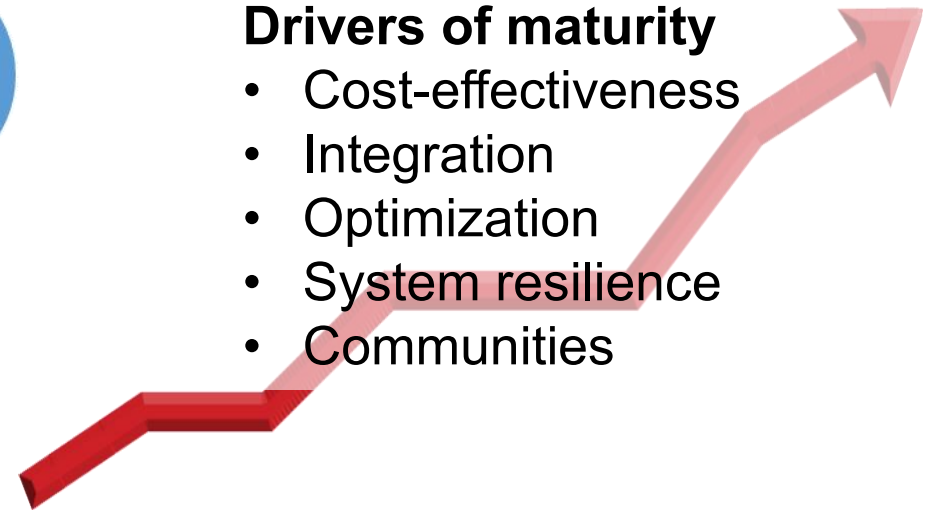 Drivers of maturity
• Cost-effectiveness
• Integration
• Optimization
• System resilience
• Communities